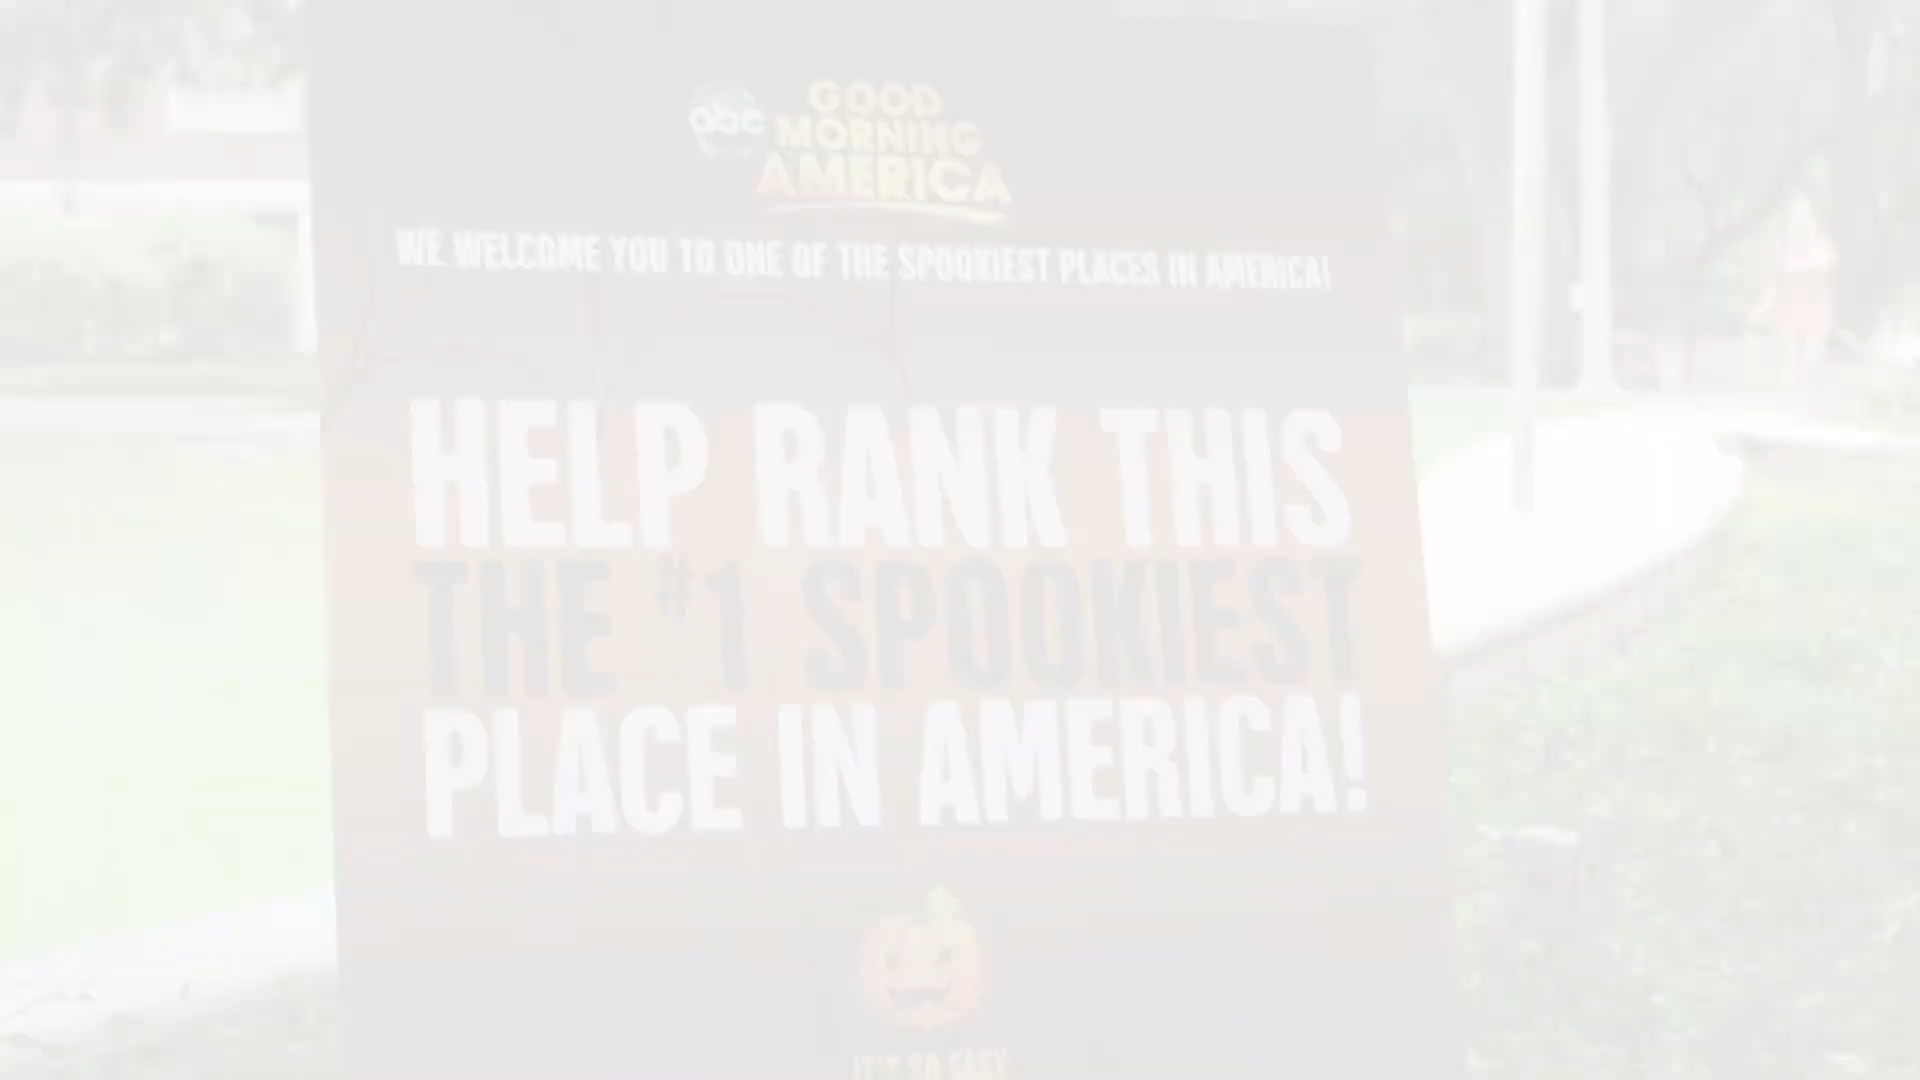 abc
GOOD
MORNING
AMERICA
WE WELCOME YOU TO ONE OF THE SPOOKIEST PLACES IN AMERICA!
HELP RANK THIS
THE #1 SPOOKIEST
PLACE IN AMERICA!